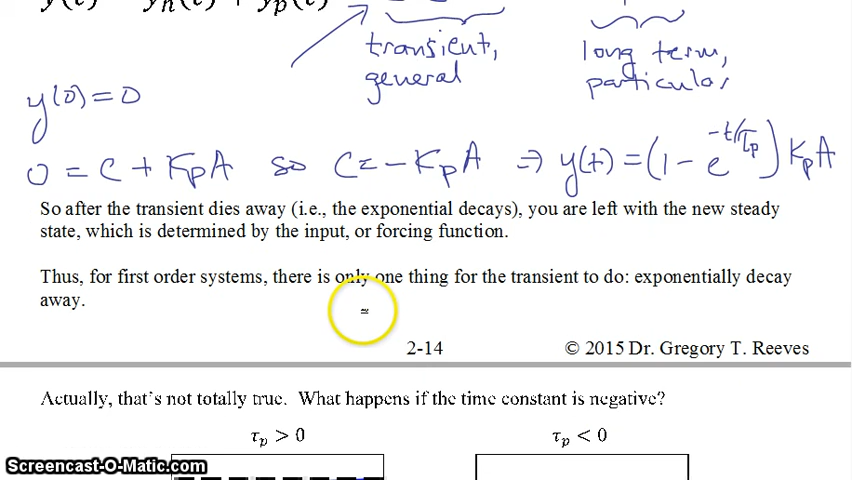 y(t) y_h(t) + y_p(t)
transient, long term,
general particular
y(0)=0
0 = C + KpA so C = -KpA ⇒ y(t) = (1 - e^{-t/τp}) KpA
So after the transient dies away (i.e., the exponential decays), you are left with the new steady
state, which is determined by the input, or forcing function.
Thus, for first order systems, there is only one thing for the transient to do: exponentially decay
away.
2-14 © 2015 Dr. Gregory T. Reeves
Actually, that's not totally true. What happens if the time constant is negative?
τp > 0 τp < 0
Screencast-O-Matic.com